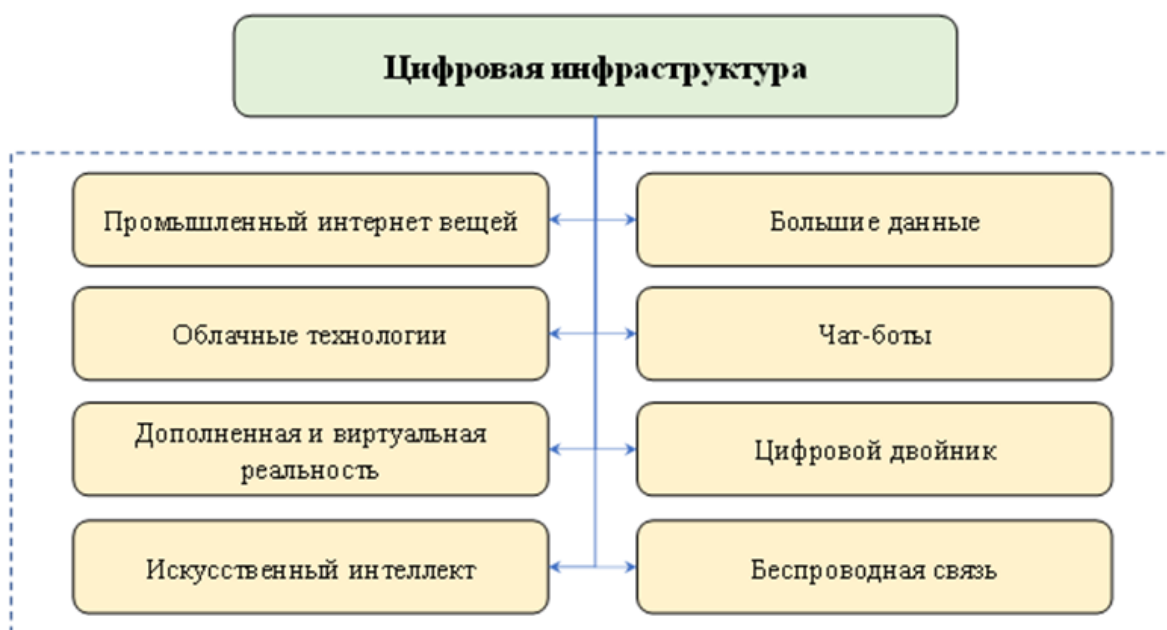 Цифровая инфраструктура
Промышленный интернет вещей
Большие данные
Облачные технологии
Чат-боты
Дополненная и виртуальная
реальность
Цифровой двойник
Искусственный интеллект
Беспроводная связь